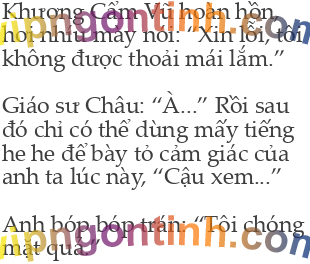 Khương Cẩm Vũ hoàn hồn,
hơi nhíu mày nói: “Xin lỗi, tôi
không được thoải mái lắm.”
Giáo sư Châu: “À...” Rồi sau
đó chỉ có thể dùng mấy tiếng
he he để bày tỏ cảm giác của
anh ta lúc này, “Cậu xem...”
Anh bóp bóp trán: “Tôi chóng
mặt quá.”
vipngontinh.com
vipngontinh.com